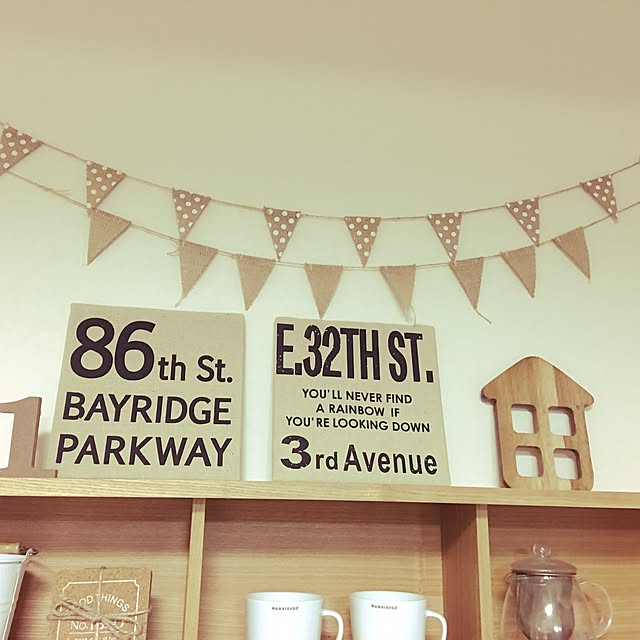 86th St.
BAYRIDGE
PARKWAY
E.32TH ST.
YOU'LL NEVER FIND
A RAINBOW IF
YOU'RE LOOKING DOWN
3rd Avenue
1
THINGS